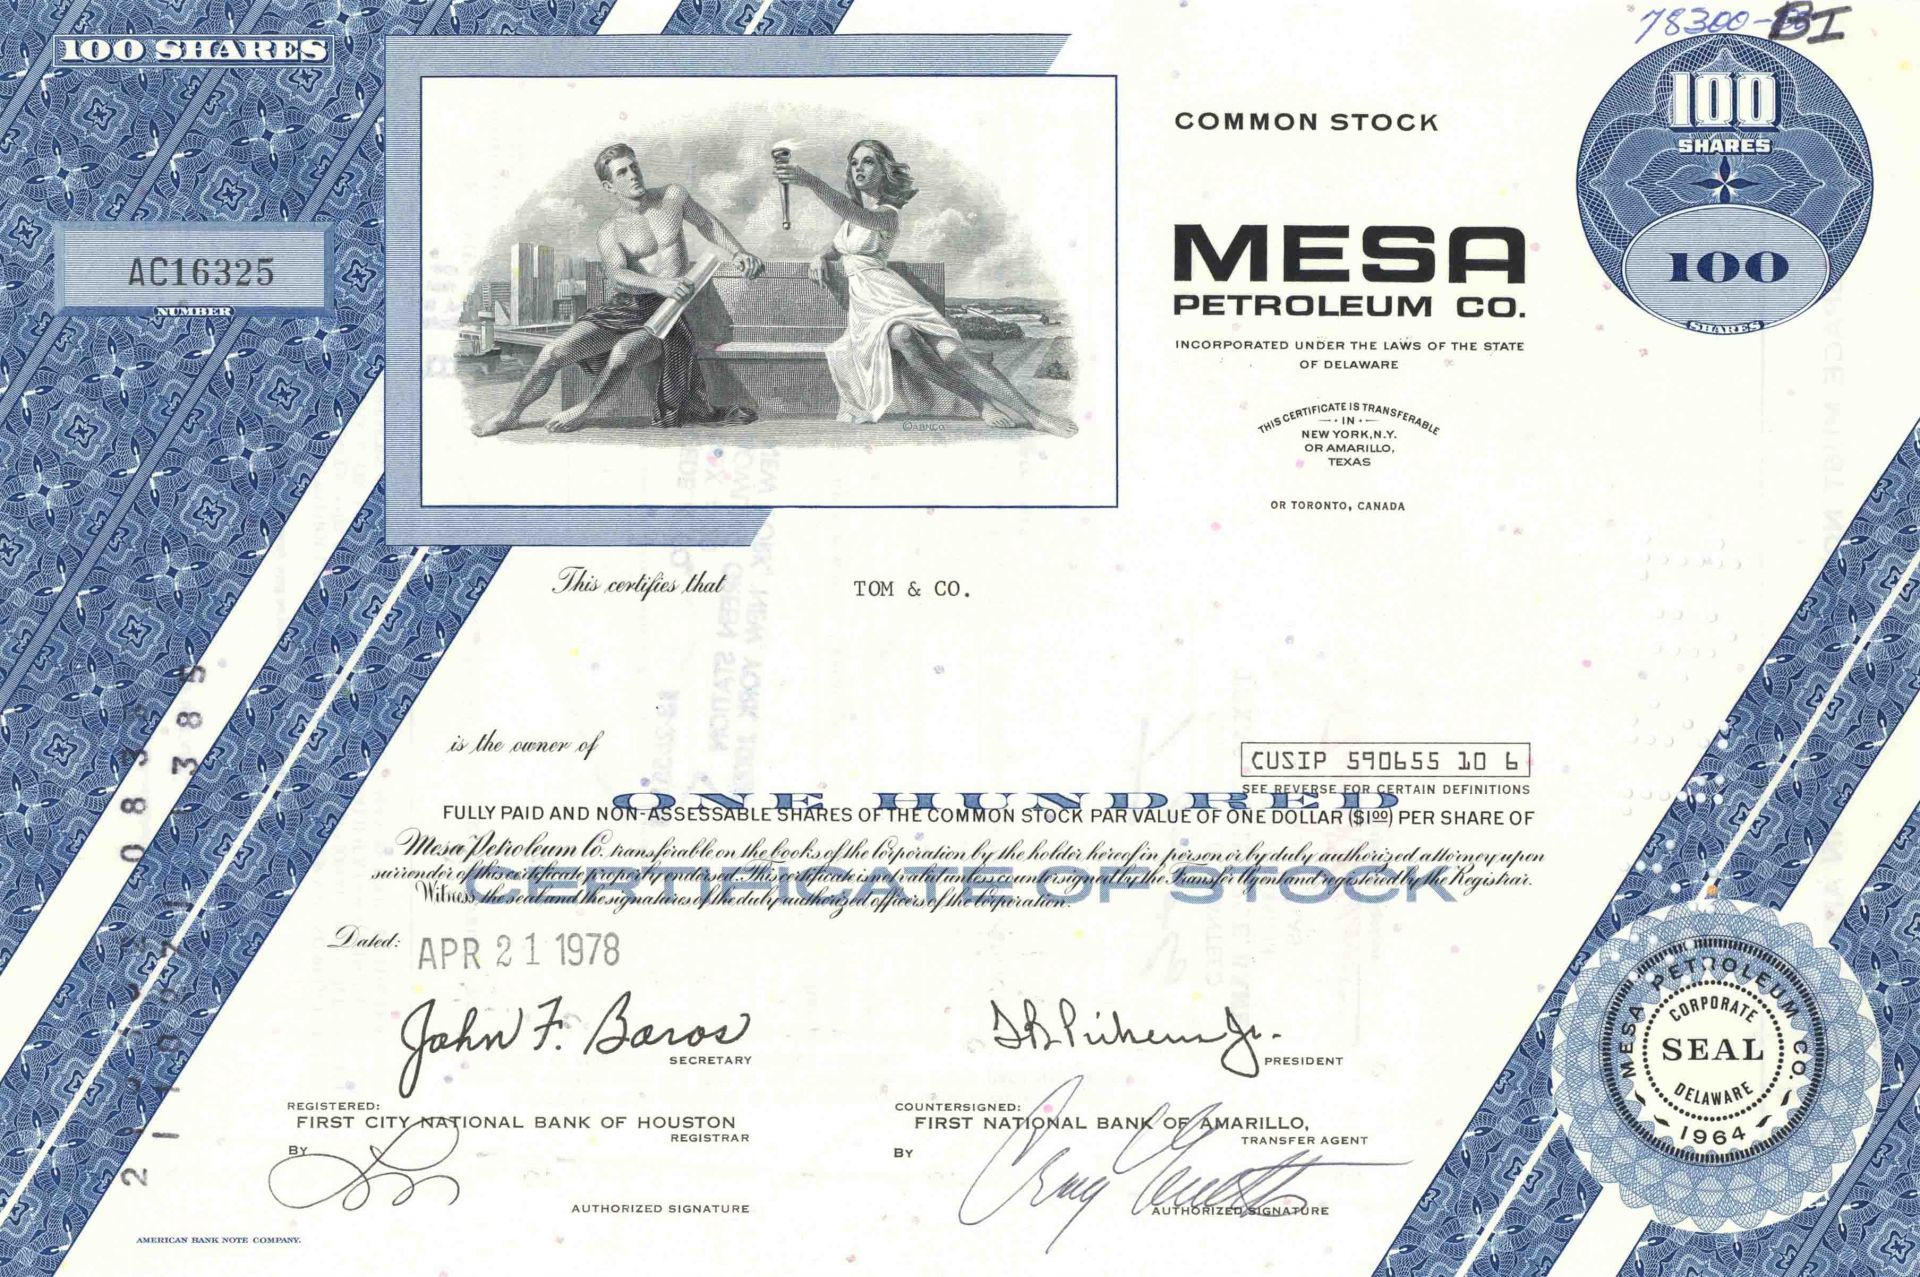 78300-BI
100 SHARES
100
SHARES
100
SHARES
AC16325
NUMBER
©ABNCO
COMMON STOCK
MESA
PETROLEUM CO.
INCORPORATED UNDER THE LAWS OF THE STATE
OF DELAWARE
THIS CERTIFICATE IS TRANSFERABLE
IN
NEW YORK, N.Y.
OR AMARILLO,
TEXAS
OR TORONTO, CANADA
This certifies that TOM & CO.
is the owner of
CUSIP 590655 10 6
SEE REVERSE FOR CERTAIN DEFINITIONS
ONE HUNDRED
FULLY PAID AND NON-ASSESSABLE SHARES OF THE COMMON STOCK PAR VALUE OF ONE DOLLAR ($1⁰⁰) PER SHARE OF
Mesa Petroleum Co. transferable on the books of the Corporation by the holder hereof in person or by duly authorized attorney upon
surrender of this certificate properly endorsed. This certificate is not valid unless countersigned by the Transfer Agent and registered by the Registrar.
Witness the seal and the signatures of the duly authorized officers of the Corporation.
CERTIFICATE OF STOCK
Dated: APR 21 1978
John F. Baros
SECRETARY
T B Pickens Jr.
PRESIDENT
REGISTERED:
FIRST CITY NATIONAL BANK OF HOUSTON
REGISTRAR
BY
AUTHORIZED SIGNATURE
COUNTERSIGNED:
FIRST NATIONAL BANK OF AMARILLO,
TRANSFER AGENT
BY
AUTHORIZED SIGNATURE
MESA PETROLEUM CO.
CORPORATE
SEAL
DELAWARE
1964
AMERICAN BANK NOTE COMPANY.